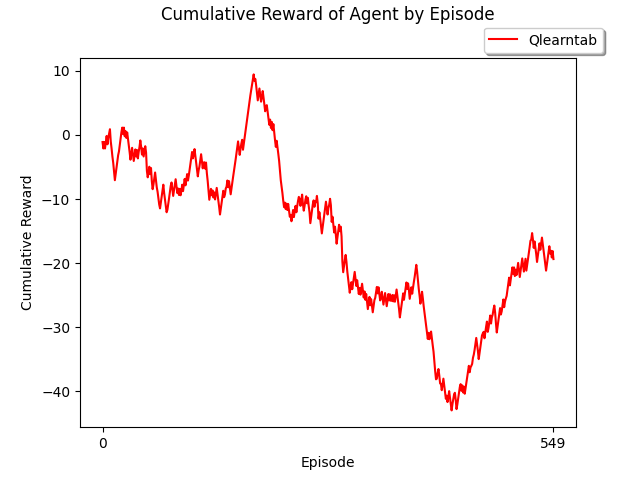 Cumulative Reward of Agent by Episode
Qlearntab
10
0
−10
−20
−30
−40
Cumulative Reward
0
549
Episode